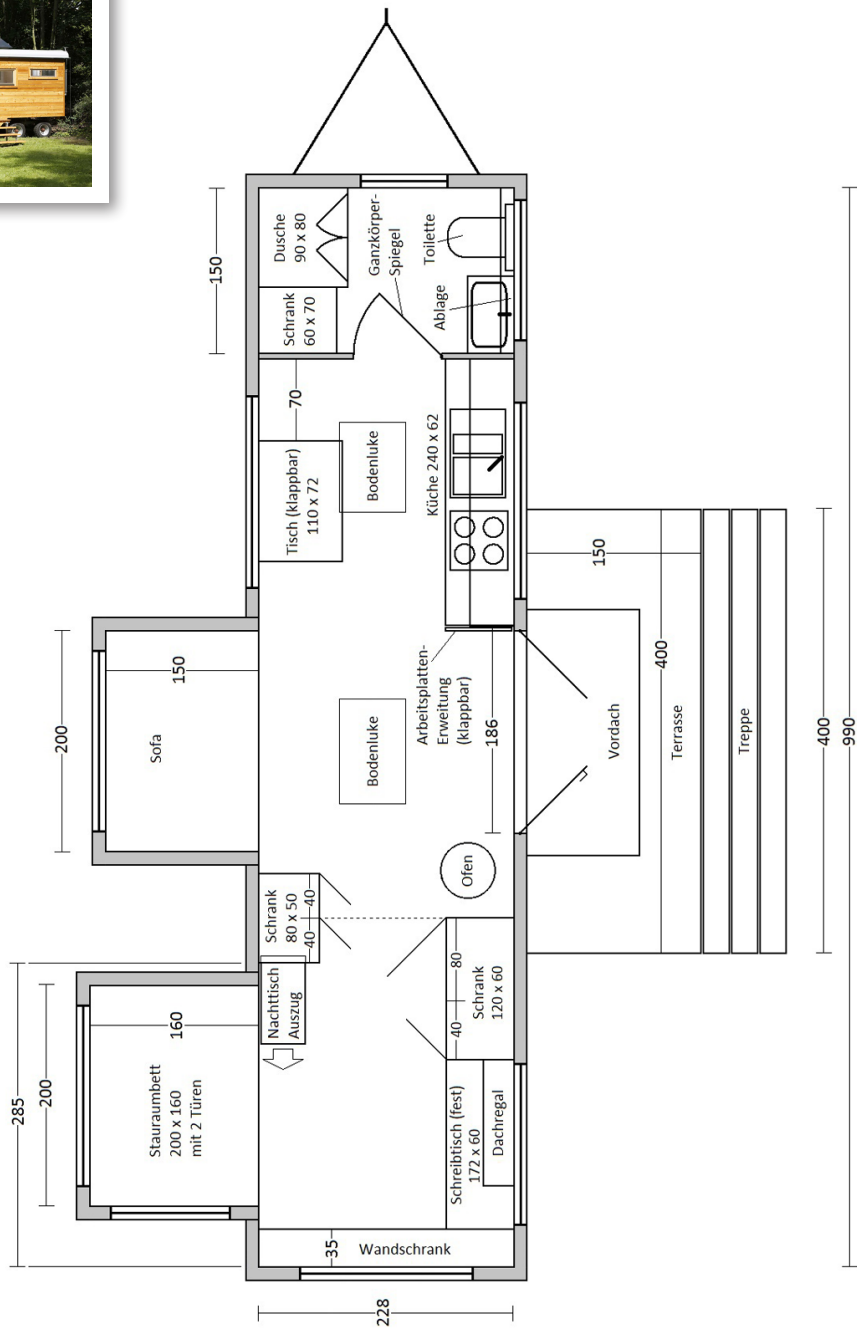 Dusche
90 x 80
Schrank
60 x 70
Ganzkörper-
Spiegel
Toilette
Ablage
150
70
Tisch (klappbar)
110 x 72
Bodenluke
Küche 240 x 62
150
400
200
150
Sofa
Bodenluke
Arbeitsplatten-
Erweitung
(klappbar)
186
Vordach
Terrasse
Treppe
400
990
Ofen
Schrank
80 x 50
40
40
Nachttisch
Auszug
80
40
Schrank
120 x 60
285
200
160
Stauraumbett
200 x 160
mit 2 Türen
Schreibtisch (fest)
172 x 60
Dachregal
35
Wandschrank
228